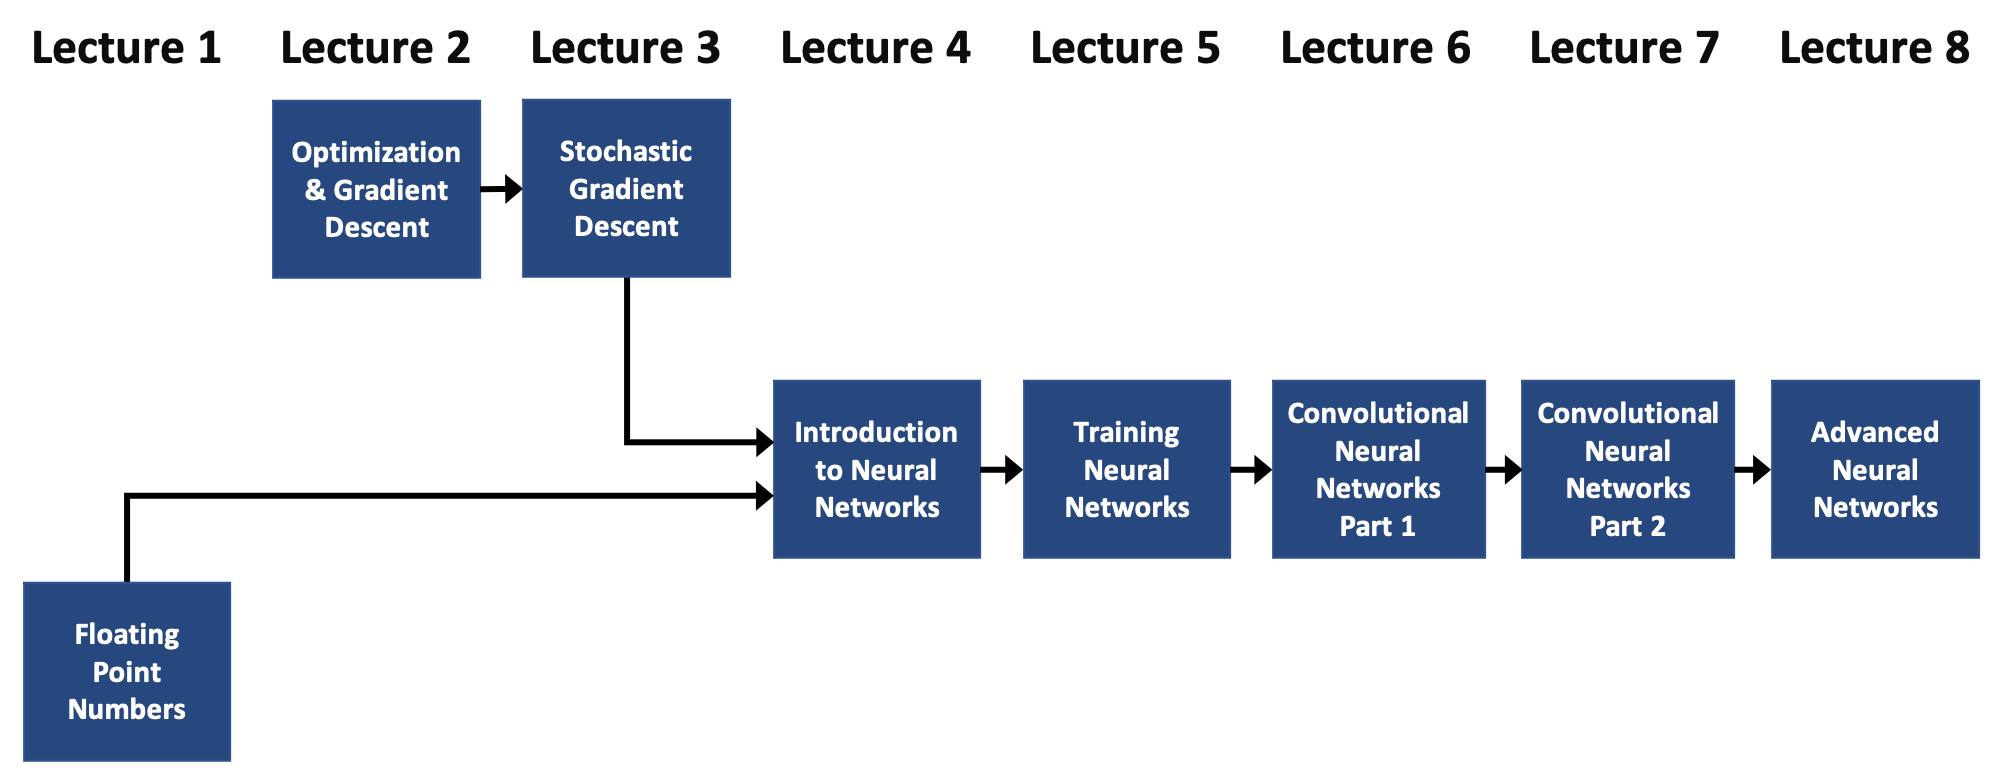 Lecture 1 Lecture 2 Lecture 3 Lecture 4 Lecture 5 Lecture 6 Lecture 7 Lecture 8
Optimization
& Gradient
Descent
Stochastic
Gradient
Descent
Introduction
to Neural
Networks
Training
Neural
Networks
Convolutional
Neural
Networks
Part 1
Convolutional
Neural
Networks
Part 2
Advanced
Neural
Networks
Floating
Point
Numbers